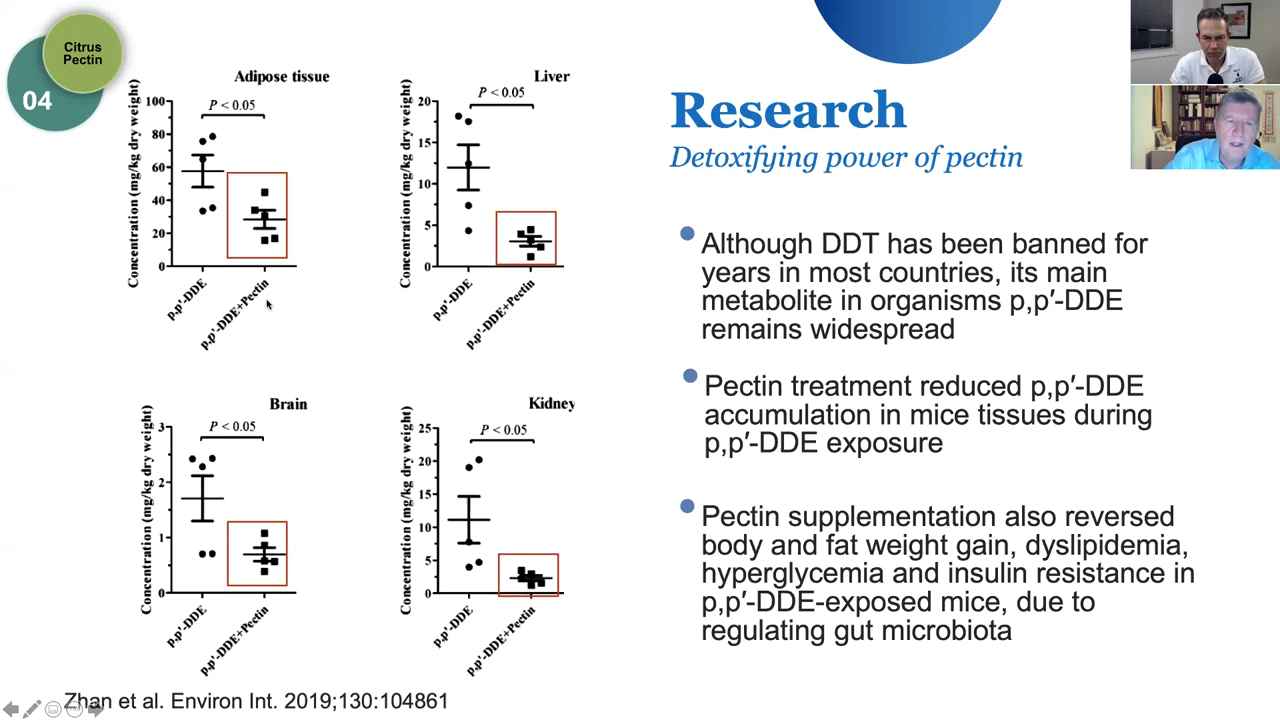 Citrus
Pectin
04
Adipose tissue
P < 0.05
Concentration (mg/kg dry weight)
100
80
60
40
20
0
p,p'-DDE
p,p'-DDE+Pectin
Liver
P < 0.05
Concentration (mg/kg dry weight)
20
15
10
5
0
p,p'-DDE
p,p'-DDE+Pectin
Brain
P < 0.05
Concentration (mg/kg dry weight)
3
2
1
0
p,p'-DDE
p,p'-DDE+Pectin
Kidney
P < 0.05
Concentration (mg/kg dry weight)
25
20
15
10
5
0
p,p'-DDE
p,p'-DDE+Pectin
Zhan et al. Environ Int. 2019;130:104861
Research
Detoxifying power of pectin
Although DDT has been banned for
years in most countries, its main
metabolite in organisms p,p′-DDE
remains widespread
Pectin treatment reduced p,p′-DDE
accumulation in mice tissues during
p,p′-DDE exposure
Pectin supplementation also reversed
body and fat weight gain, dyslipidemia,
hyperglycemia and insulin resistance in
p,p′-DDE-exposed mice, due to
regulating gut microbiota